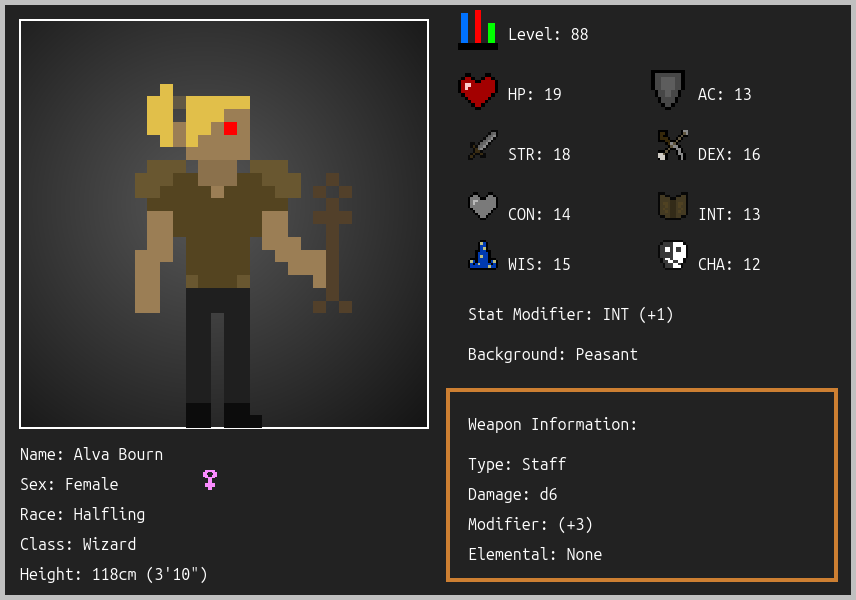 Level: 88
HP: 19
AC: 13
STR: 18
DEX: 16
CON: 14
INT: 13
WIS: 15
CHA: 12
Stat Modifier: INT (+1)
Background: Peasant
Weapon Information:
Type: Staff
Damage: d6
Modifier: (+3)
Elemental: None
Name: Alva Bourn
Sex: Female
Race: Halfling
Class: Wizard
Height: 118cm (3'10")